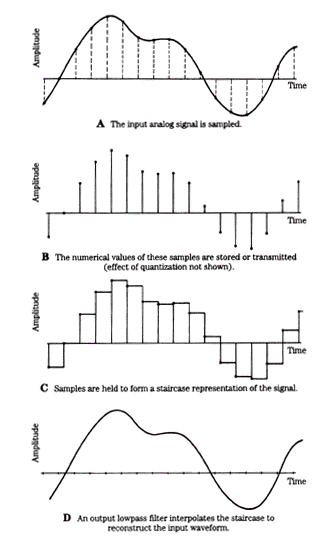 Amplitude
Time
A The input analog signal is sampled.
Amplitude
Time
B The numerical values of these samples are stored or transmitted
(effect of quantization not shown).
Amplitude
Time
C Samples are held to form a staircase representation of the signal.
Amplitude
Time
D An output lowpass filter interpolates the staircase to
reconstruct the input waveform.